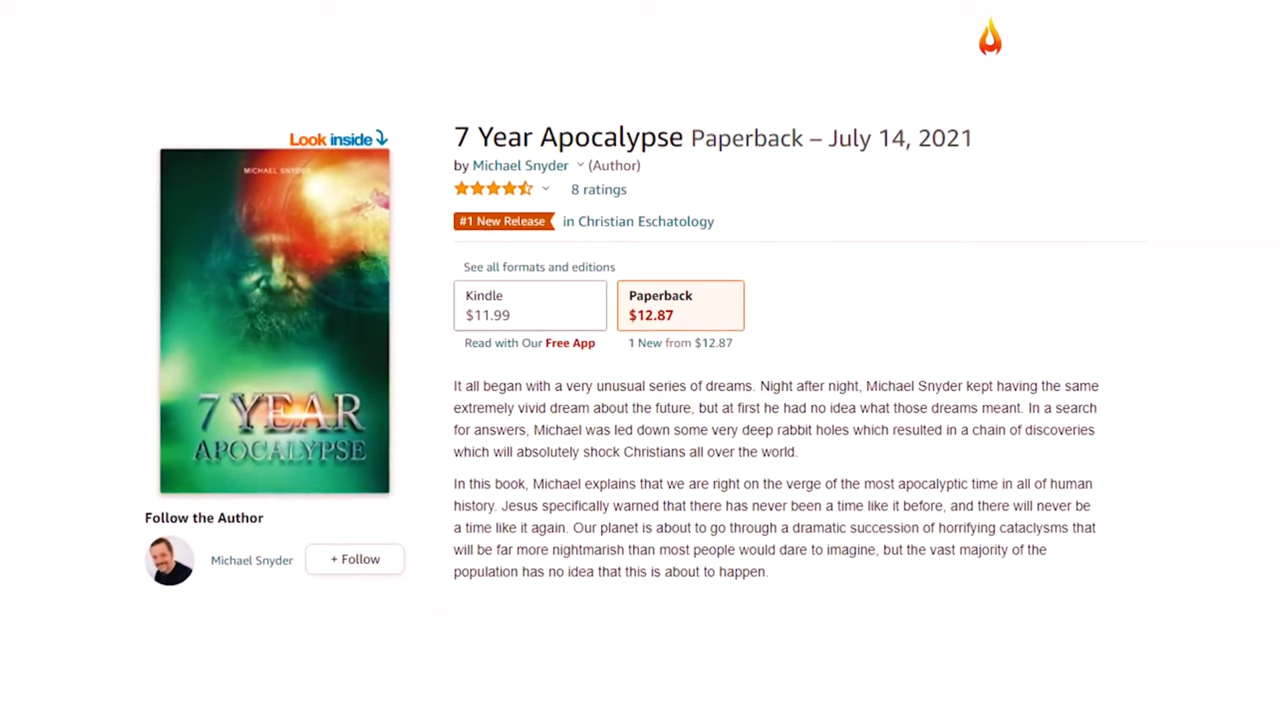 Look inside
MICHAEL SNYDER
7 YEAR
APOCALYPSE
Follow the Author
Michael Snyder
+ Follow
7 Year Apocalypse Paperback – July 14, 2021
by Michael Snyder (Author)
8 ratings
#1 New Release in Christian Eschatology
See all formats and editions
Kindle
$11.99
Read with Our Free App
Paperback
$12.87
1 New from $12.87
It all began with a very unusual series of dreams. Night after night, Michael Snyder kept having the same
extremely vivid dream about the future, but at first he had no idea what those dreams meant. In a search
for answers, Michael was led down some very deep rabbit holes which resulted in a chain of discoveries
which will absolutely shock Christians all over the world.
In this book, Michael explains that we are right on the verge of the most apocalyptic time in all of human
history. Jesus specifically warned that there has never been a time like it before, and there will never be
a time like it again. Our planet is about to go through a dramatic succession of horrifying cataclysms that
will be far more nightmarish than most people would dare to imagine, but the vast majority of the
population has no idea that this is about to happen.